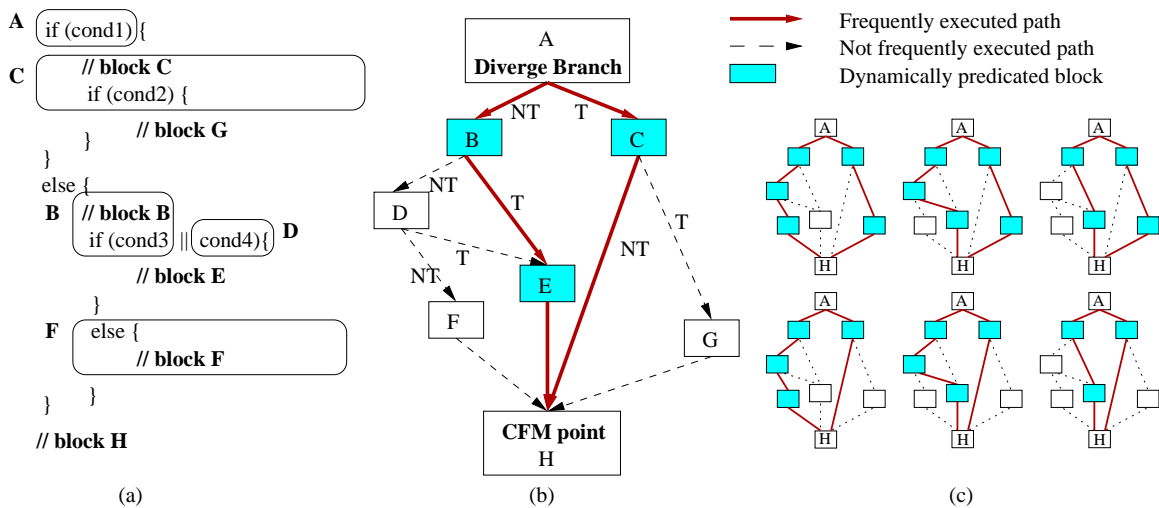 A if (cond1) {
C // block C
if (cond2) {
// block G
}
}
else {
B // block B
if (cond3 || cond4){ D
// block E
}
F else {
// block F
}
}
// block H
(a)
A
Diverge Branch
NT T
B C
NT
D T T
NT T NT
E
F G
CFM point
H
(b)
Frequently executed path
Not frequently executed path
Dynamically predicated block
A A A
H H H
A A A
H H H
(c)